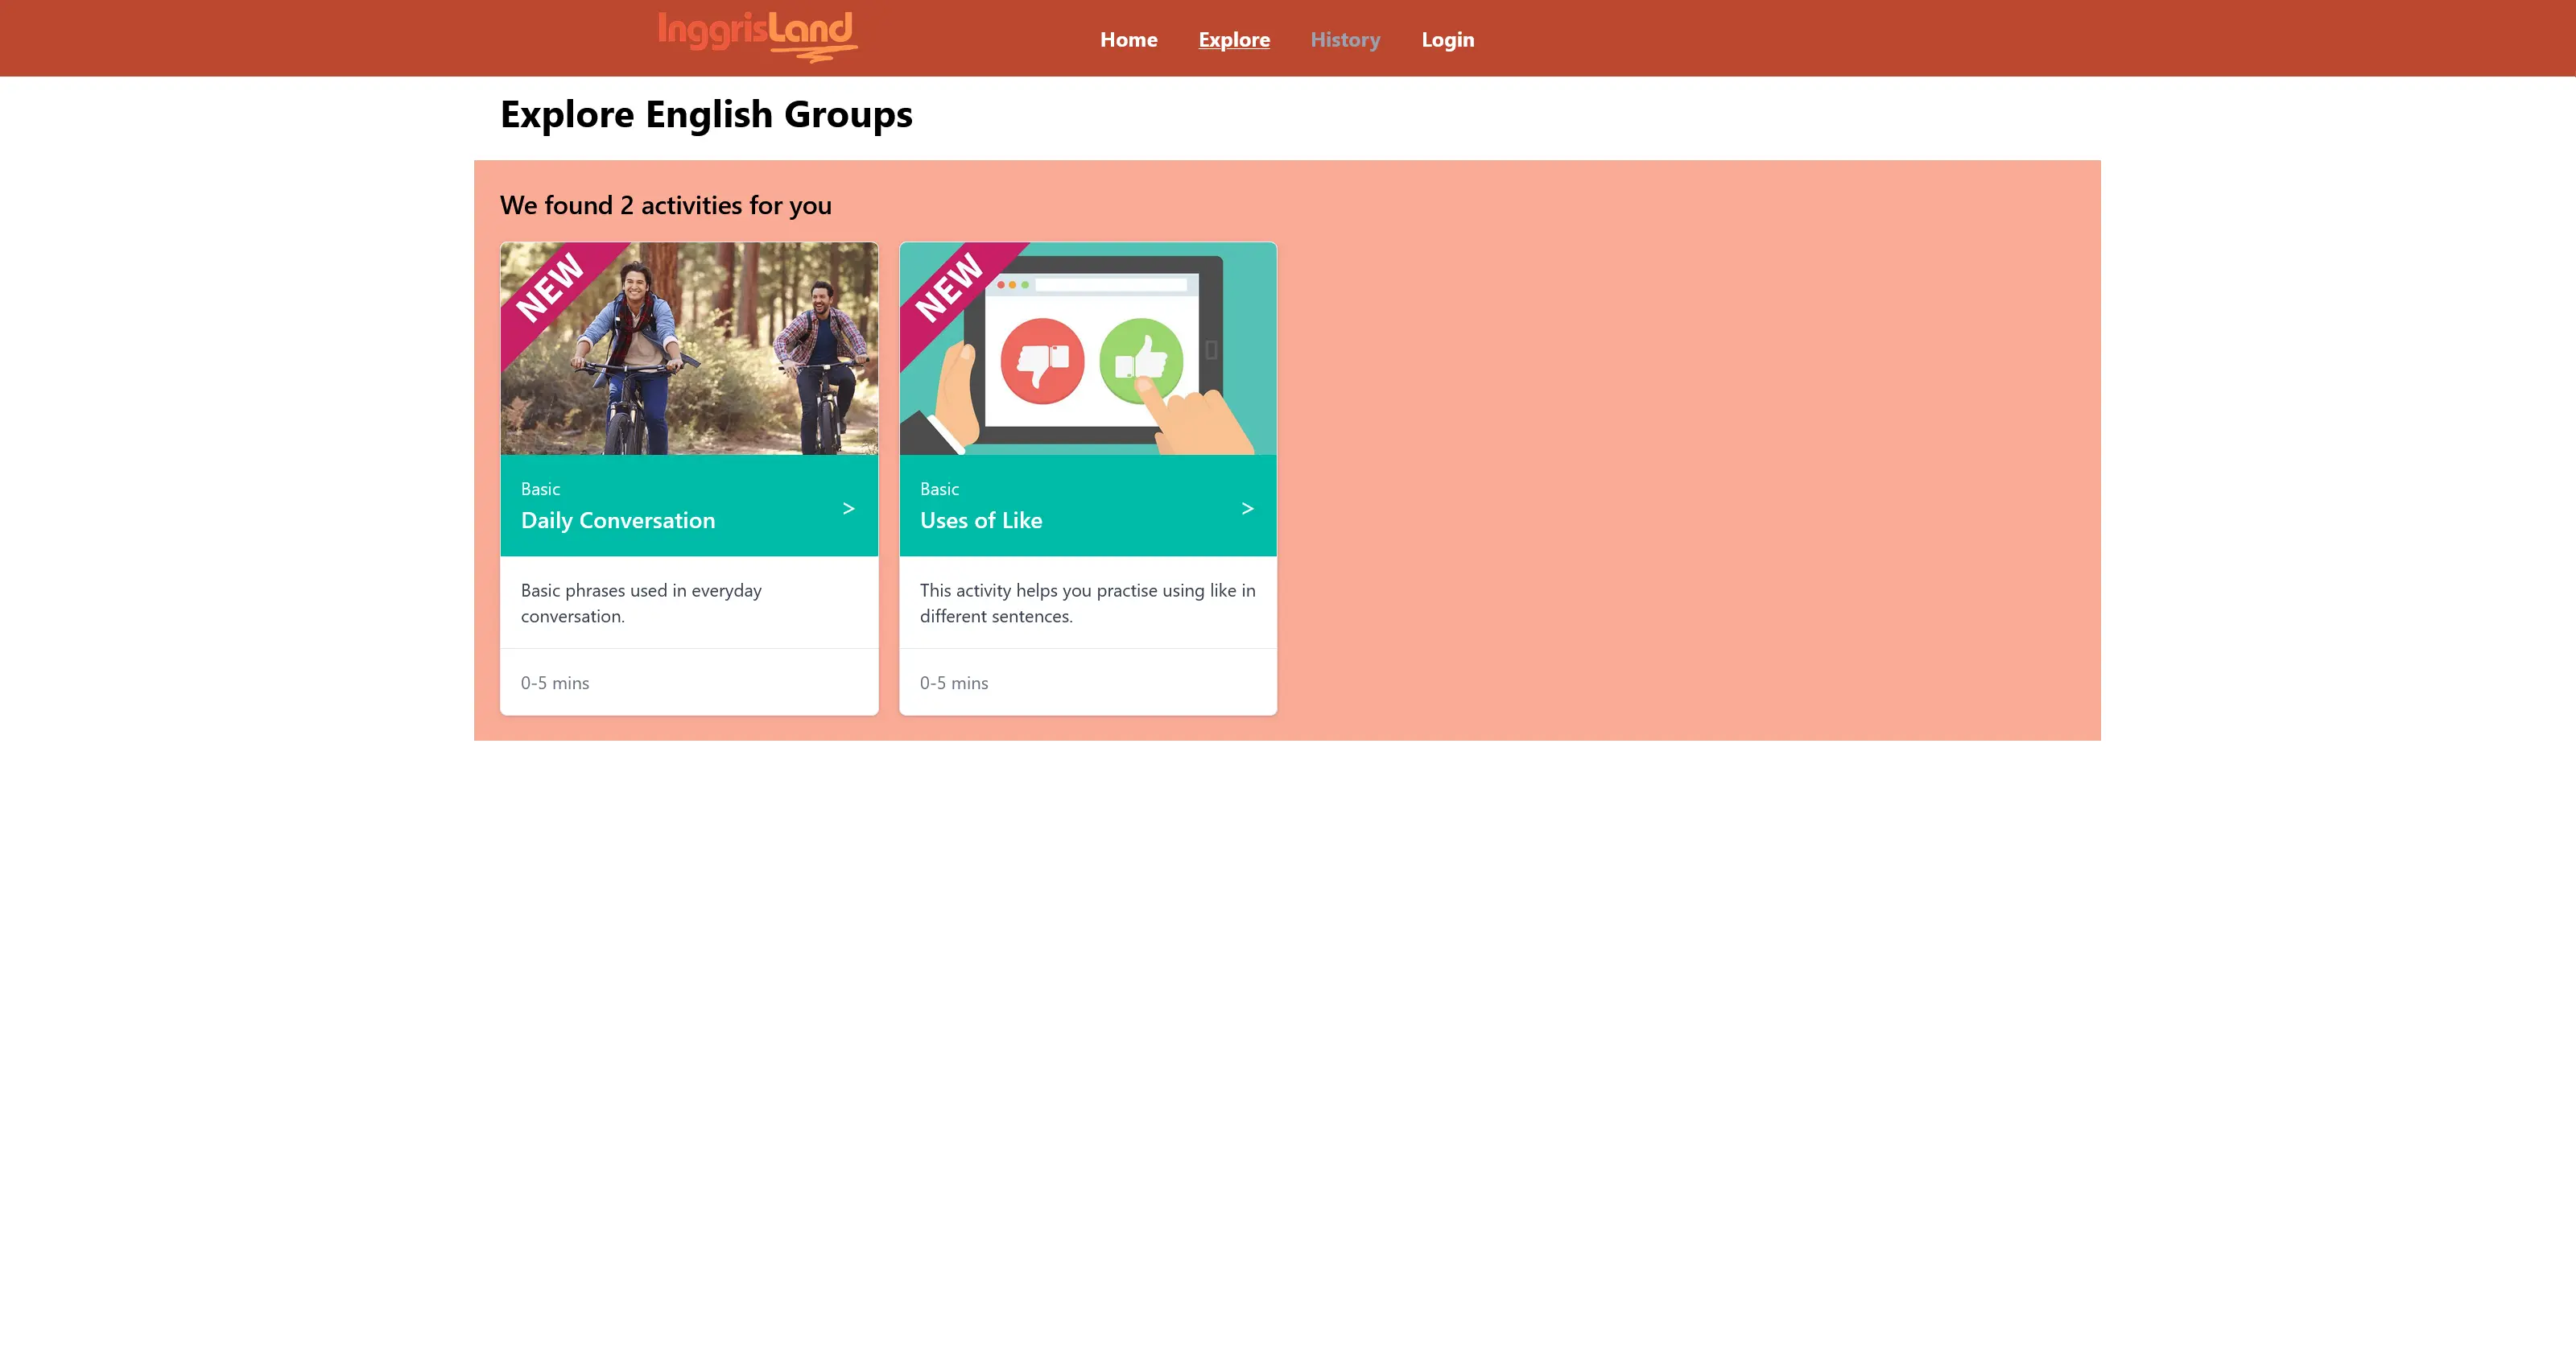 InggrisLand
Home
Explore
History
Login
Explore English Groups
We found 2 activities for you
NEW
Basic
Daily Conversation
>
Basic phrases used in everyday
conversation.
0-5 mins
NEW
Basic
Uses of Like
>
This activity helps you practise using like in
different sentences.
0-5 mins